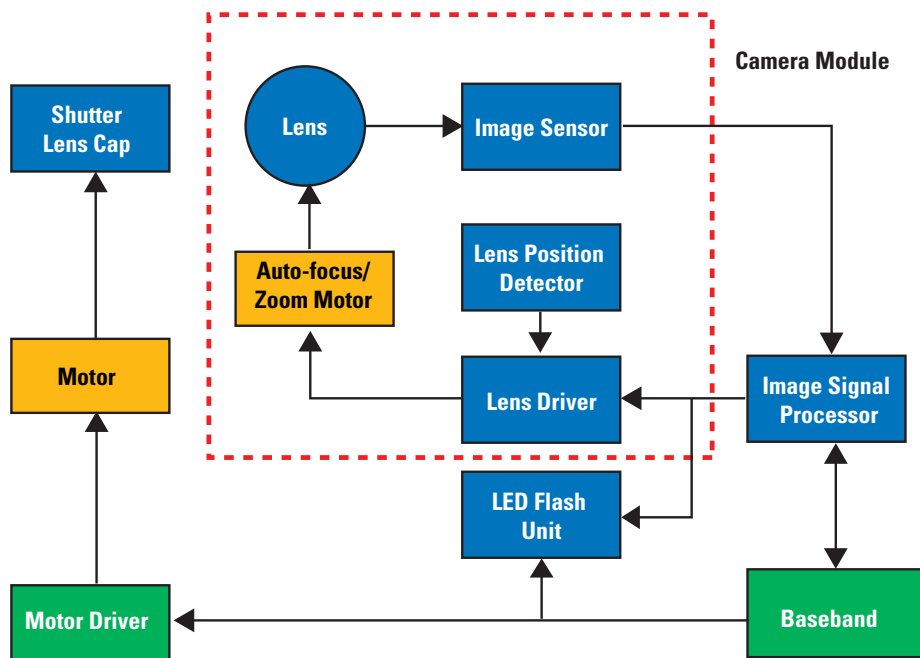 Camera Module
Shutter
Lens Cap
Lens
Image Sensor
Auto-focus/
Zoom Motor
Lens Position
Detector
Motor
Lens Driver
Image Signal
Processor
LED Flash
Unit
Motor Driver
Baseband